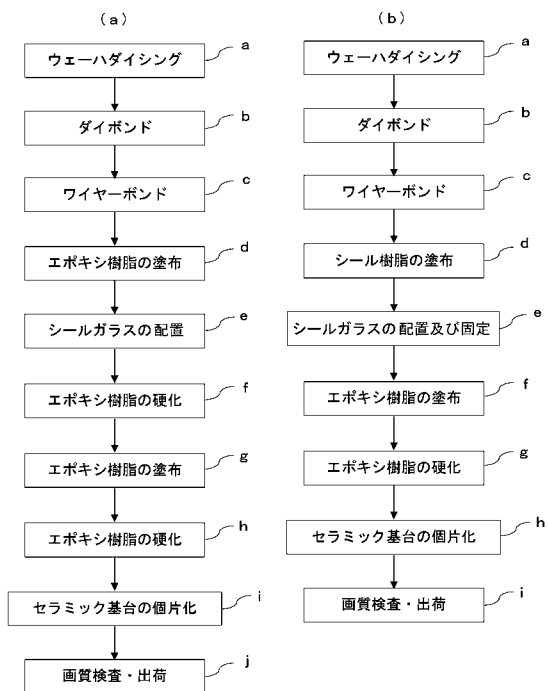 (a)
ウェーハダイシング a
ダイボンド b
ワイヤーボンド c
エポキシ樹脂の塗布 d
シールガラスの配置 e
エポキシ樹脂の硬化 f
エポキシ樹脂の塗布 g
エポキシ樹脂の硬化 h
セラミック基台の個片化 i
画質検査・出荷 j
(b)
ウェーハダイシング a
ダイボンド b
ワイヤーボンド c
シール樹脂の塗布 d
シールガラスの配置及び固定 e
エポキシ樹脂の塗布 f
エポキシ樹脂の硬化 g
セラミック基台の個片化 h
画質検査・出荷 i